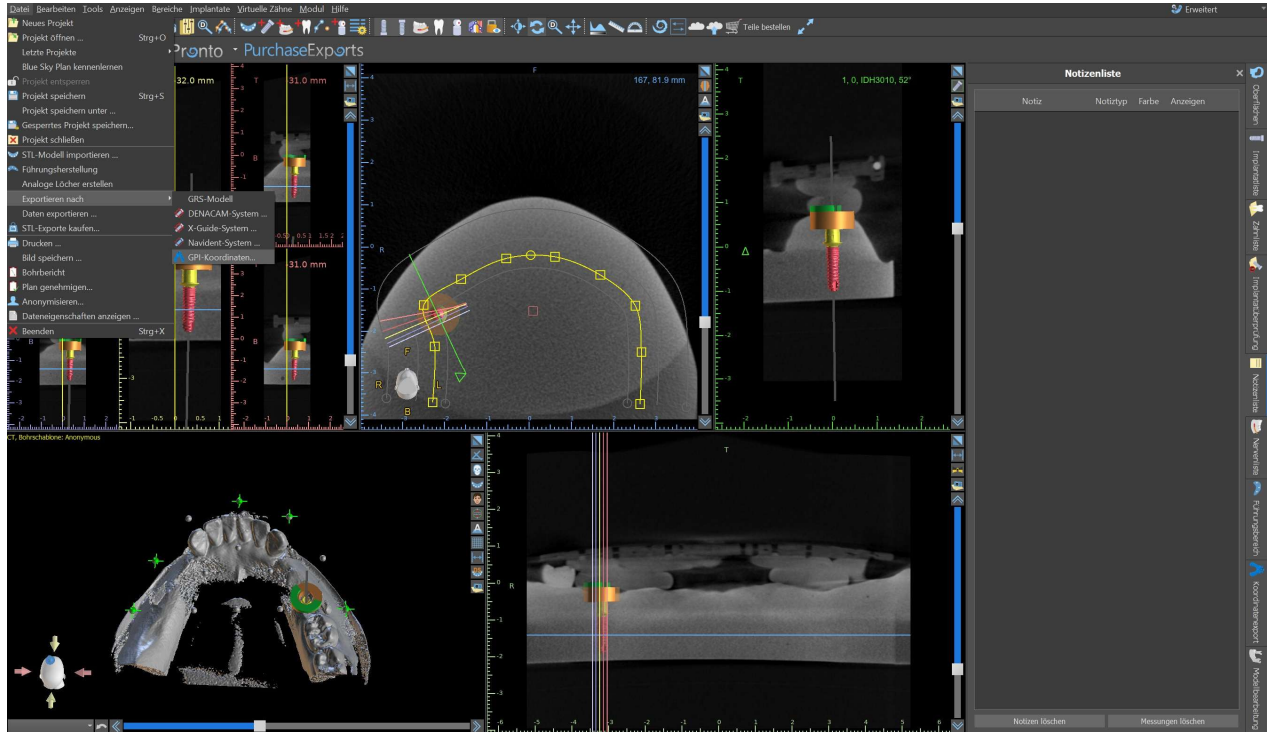 Datei Bearbeiten Tools Anzeigen Bereiche Implantate Virtuelle Zähne Modul Hilfe
Erweitert
Neues Projekt
Projekt öffnen ... Strg+O
Letzte Projekte
Blue Sky Plan kennenlernen
Projekt entsperren
Projekt speichern Strg+S
Projekt speichern unter ...
Gesperrtes Projekt speichern...
Projekt schließen
STL-Modell importieren ...
Führungsherstellung
Analoge Löcher erstellen
Exportieren nach
Daten exportieren ...
STL-Exporte kaufen...
Drucken ...
Bild speichern ...
Bohrbericht
Plan genehmigen...
Anonymisieren...
Dateneigenschaften anzeigen ...
Beenden Strg+X
GRS-Modell
DENACAM-System ...
X-Guide-System ...
Navident-System ...
GPI-Koordinaten...
Teile bestellen
Pronto PurchaseExports
32.0 mm
T 31.0 mm
B
31.0 mm
B
F 167, 81.9 mm
R
F
R L
B
T 1, 0, IDH3010, 52°
CT, Bohrschablone: Anonymous
T
R
Notizenliste
Notiz Notiztyp Farbe Anzeigen
Notizen löschen Messungen löschen
Oberflächen
Implantatliste
Zahnliste
Implantatüberprüfung
Notizenliste
Nervenliste
Führungsbereich
Koordinatenexport
Modellbearbeitung